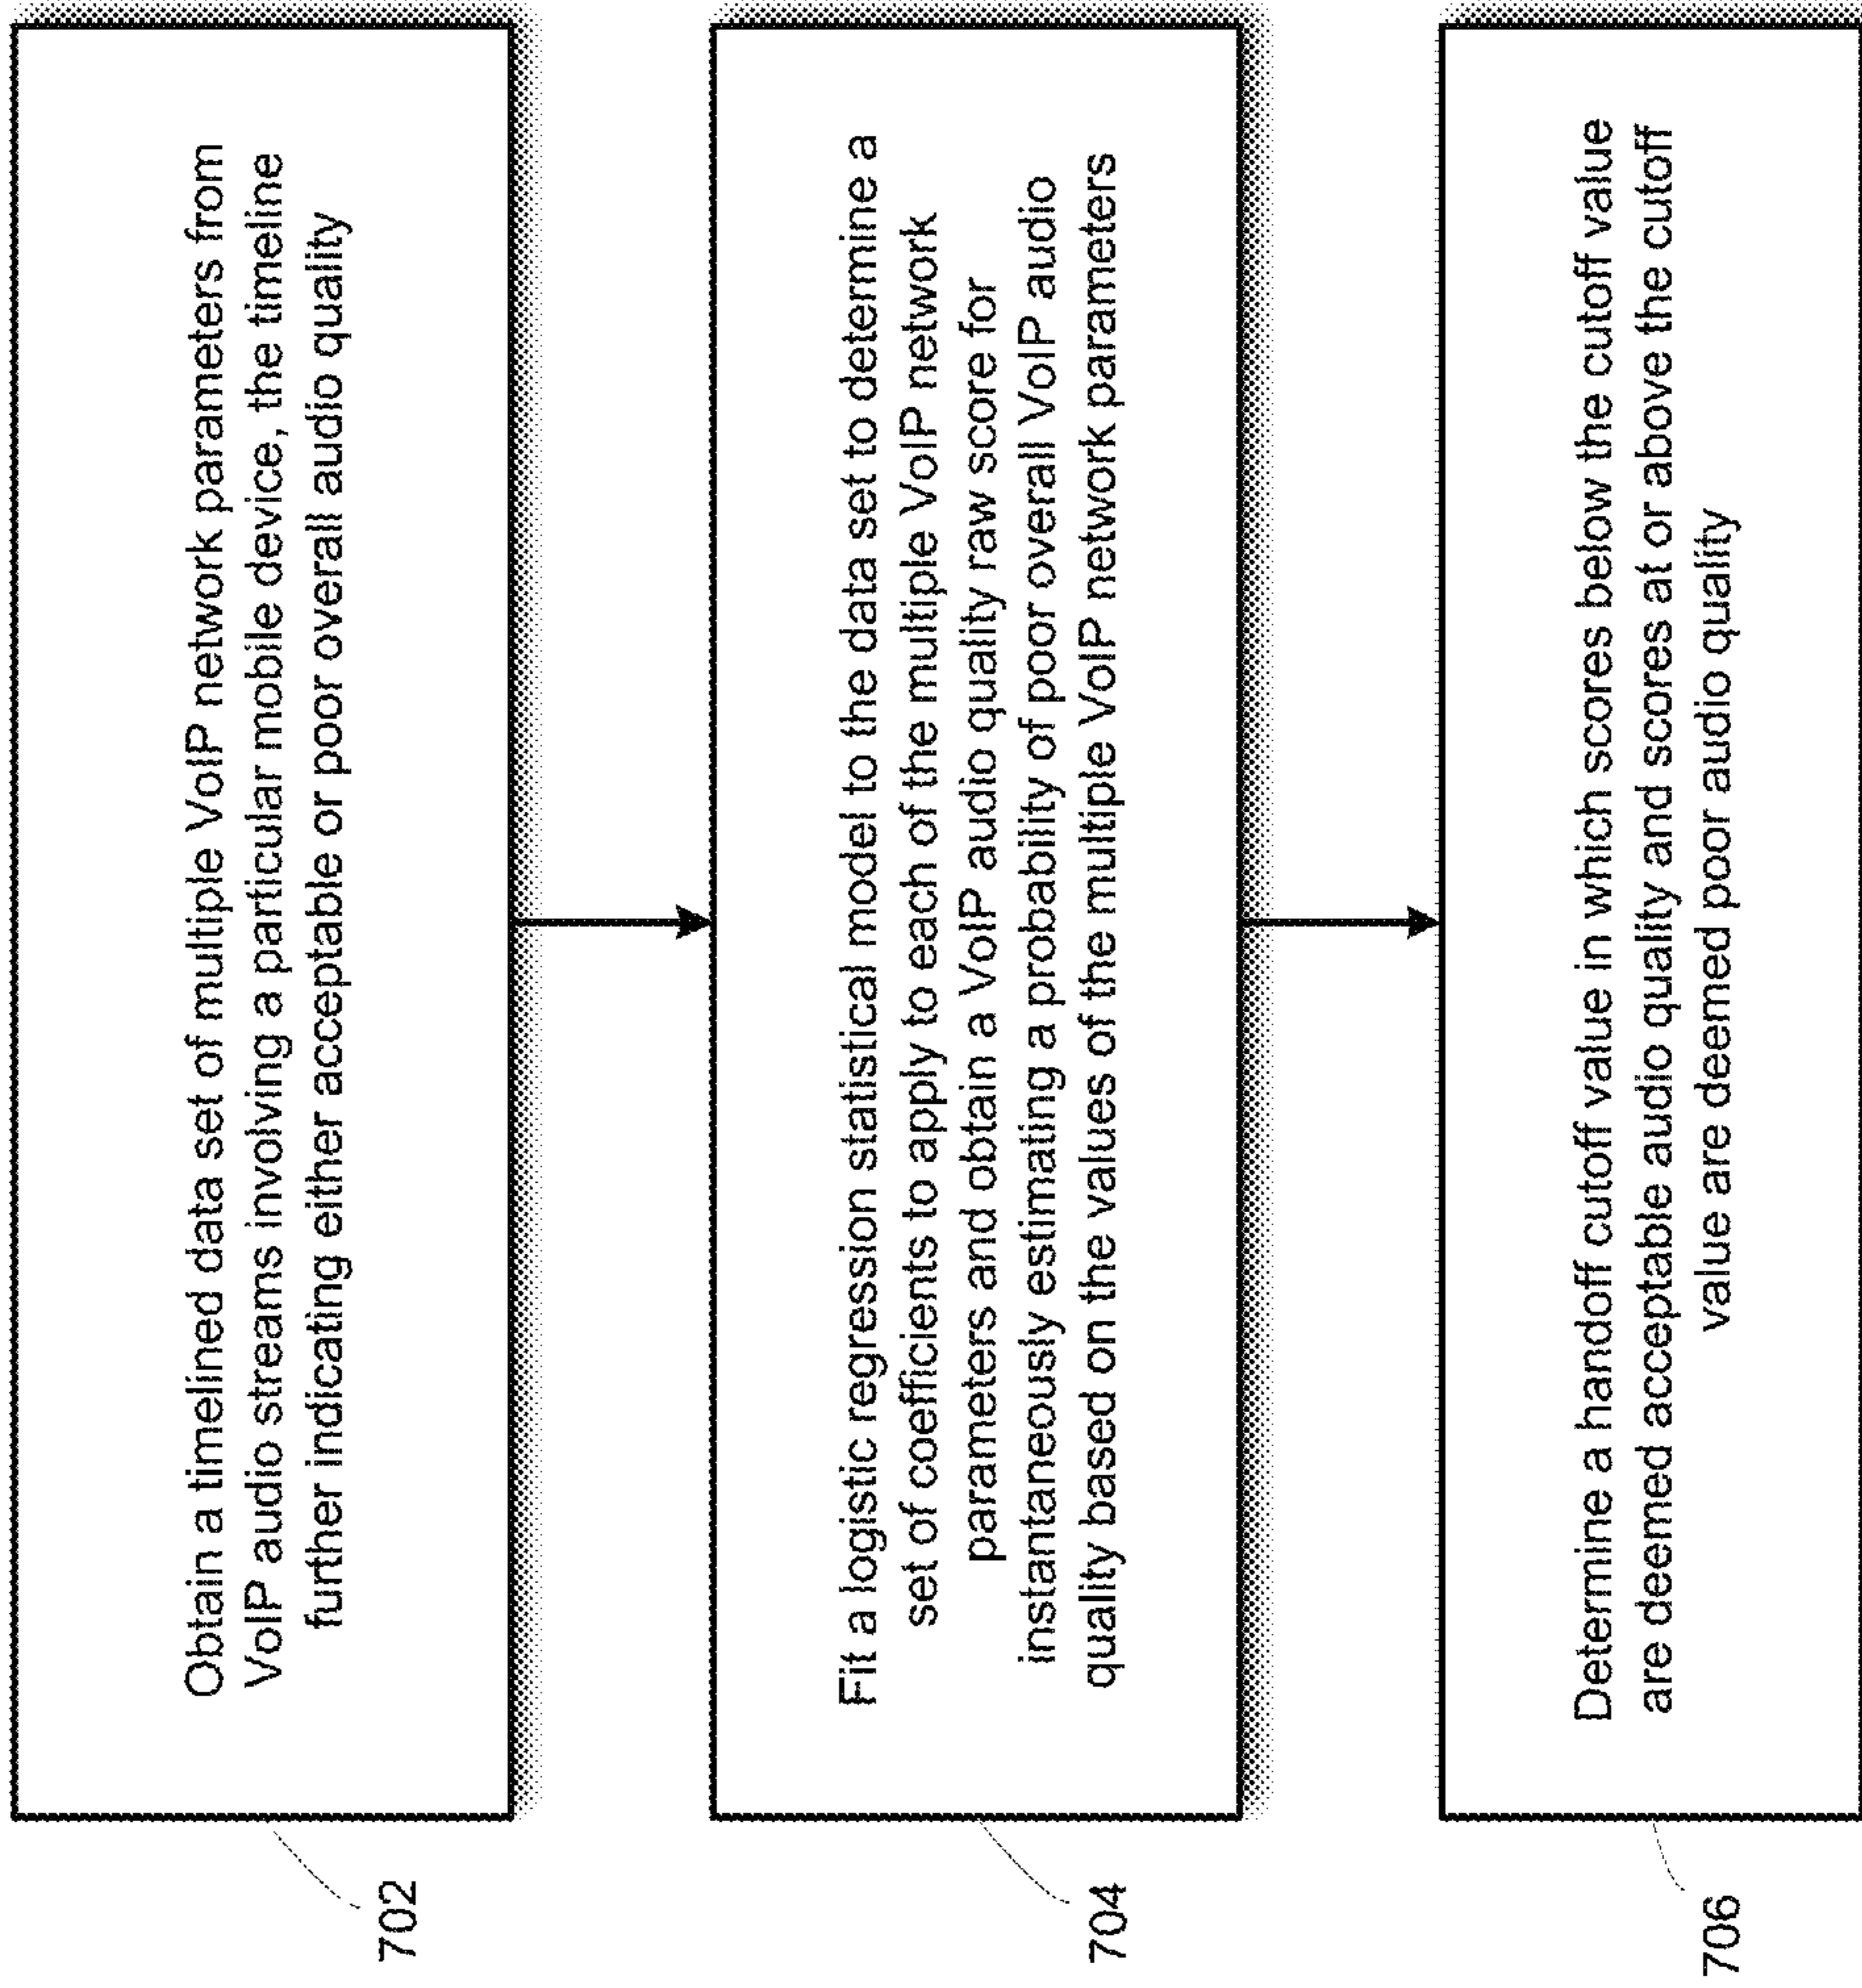 Obtain a timelined data set of multiple VoIP network parameters from
VoIP audio streams involving a particular mobile device, the timeline
further indicating either acceptable or poor overall audio quality
702
Fit a logistic regression statistical model to the data set to determine a
set of coefficients to apply to each of the multiple VoIP network
parameters and obtain a VoIP audio quality raw score for
instantaneously estimating a probability of poor overall VoIP audio
quality based on the values of the multiple VoIP network parameters
704
Determine a handoff cutoff value in which scores below the cutoff value
are deemed acceptable audio quality and scores at or above the cutoff
value are deemed poor audio quality
706